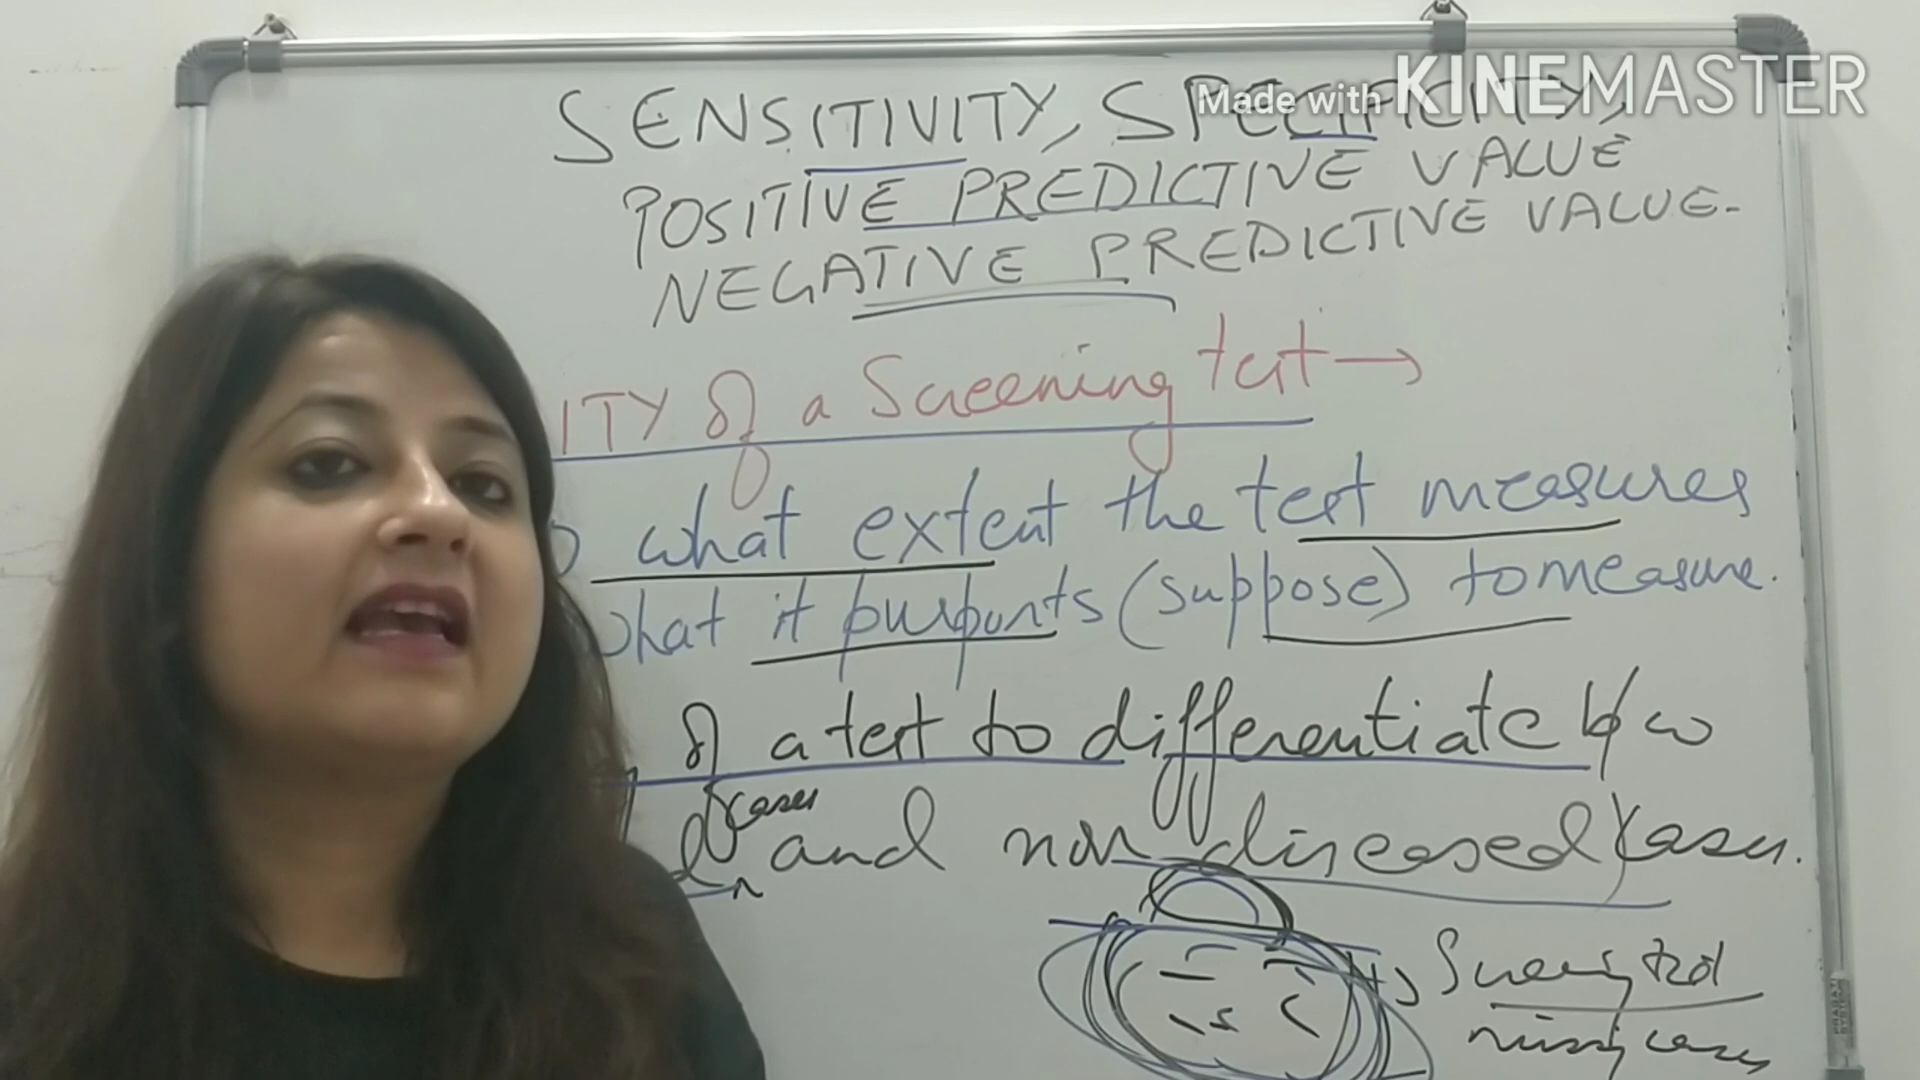 Made with KINEMASTER
SENSITIVITY, SPECIFICITY,
POSITIVE PREDICTIVE VALUE
NEGATIVE PREDICTIVE VALUE.
ITY of a Screening test →
what extent the test measures
what it purports (suppose) to measure.
of a test to differentiate b/w
cases
and non diseased) cases.
Screening test
missing cases